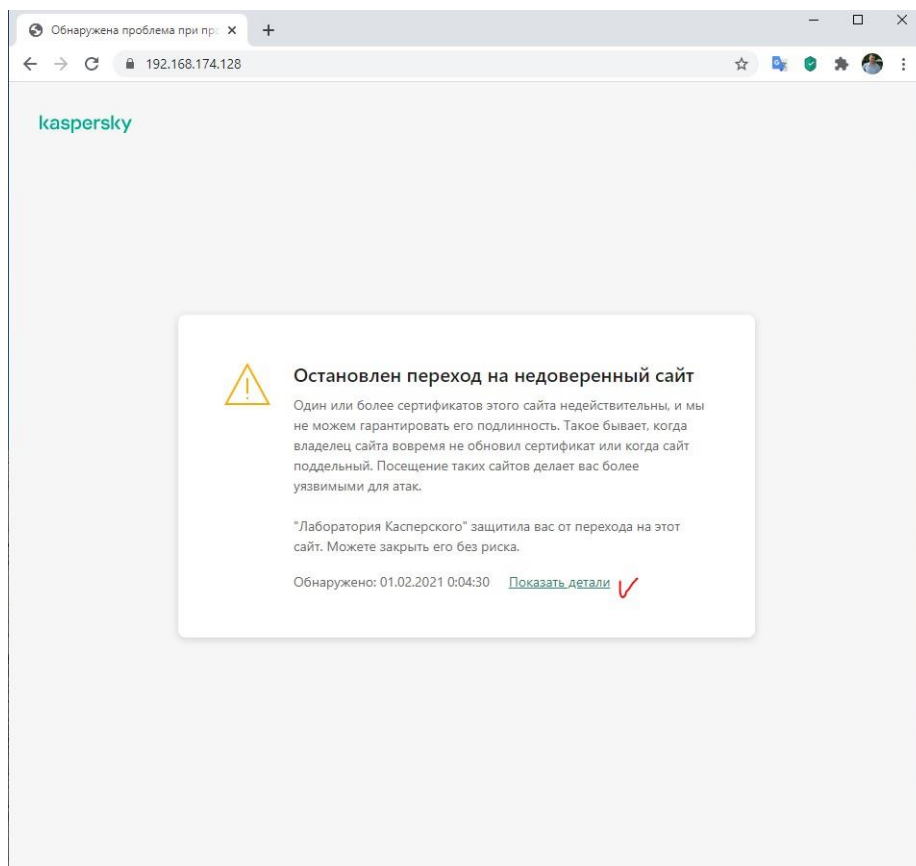 Обнаружена проблема при пр
192.168.174.128
kaspersky
Остановлен переход на недоверенный сайт
Один или более сертификатов этого сайта недействительны, и мы
не можем гарантировать его подлинность. Такое бывает, когда
владелец сайта вовремя не обновил сертификат или когда сайт
поддельный. Посещение таких сайтов делает вас более
уязвимыми для атак.
"Лаборатория Касперского" защитила вас от перехода на этот
сайт. Можете закрыть его без риска.
Обнаружено: 01.02.2021 0:04:30 Показать детали